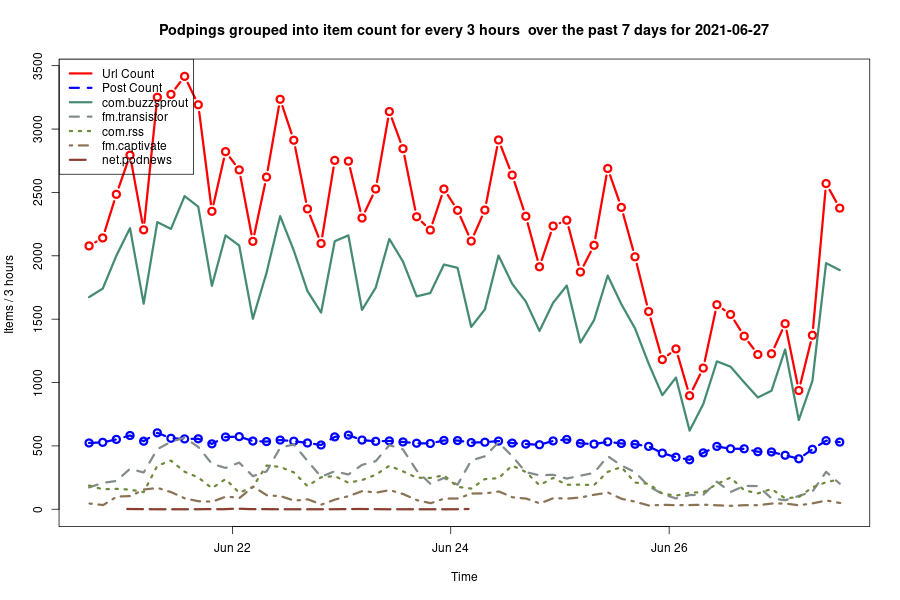 Podpings grouped into item count for every 3 hours  over the past 7 days for 2021-06-27
Items / 3 hours
3500
3000
2500
2000
1500
1000
500
0
Url Count
Post Count
com.buzzsprout
fm.transistor
com.rss
fm.captivate
net.podnews
Jun 22
Jun 24
Jun 26
Time